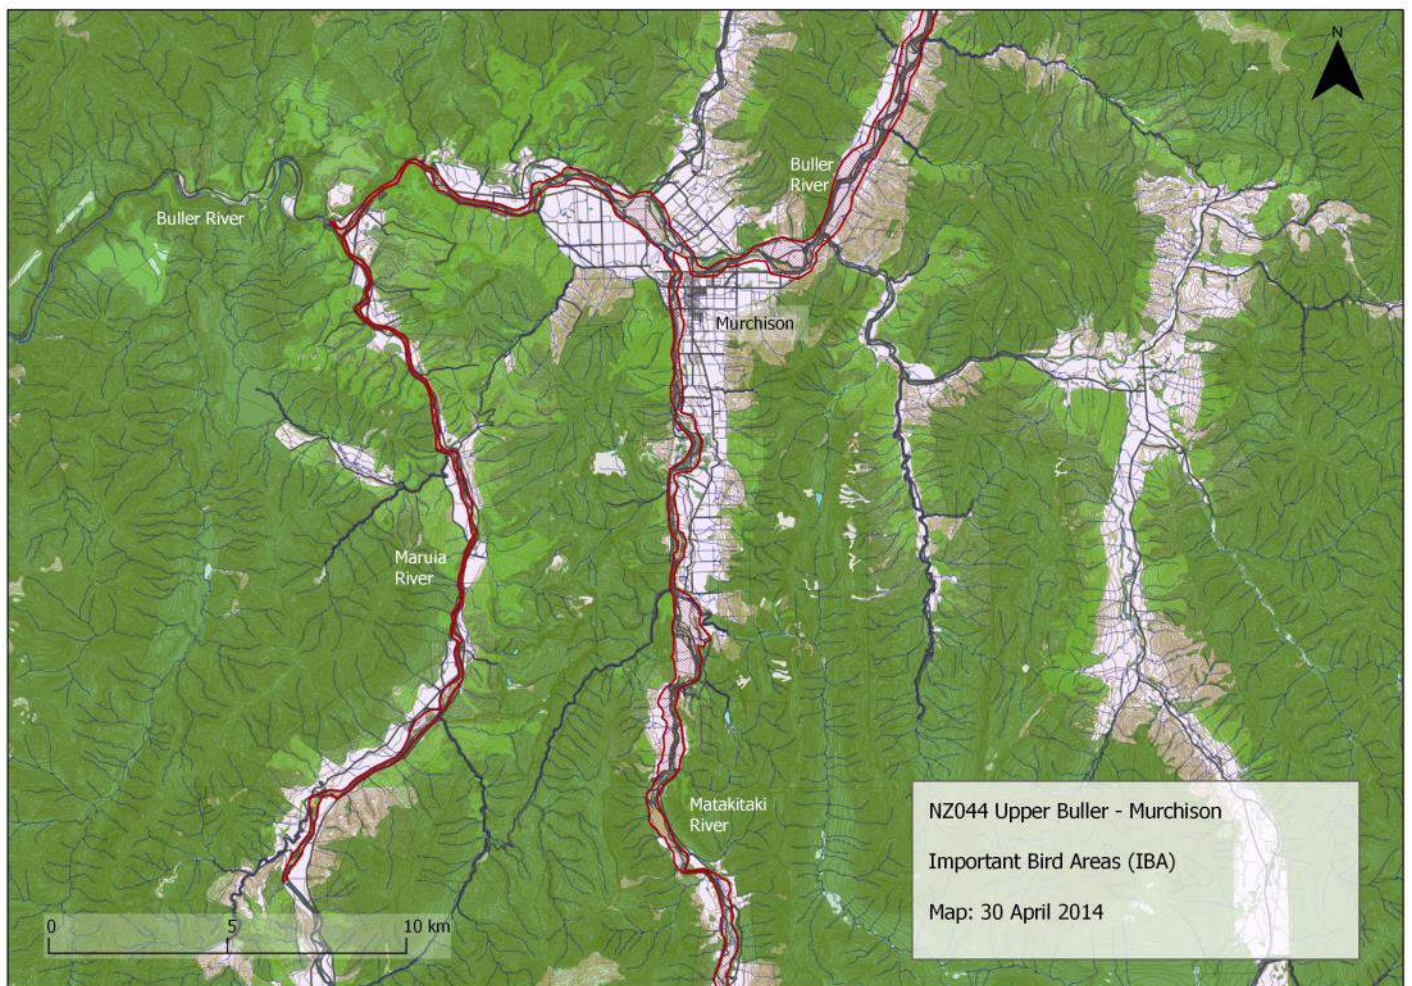 N
Buller
River
Buller River
Murchison
Maruia
River
Matakitaki
River
NZ044 Upper Buller - Murchison
Important Bird Areas (IBA)
Map: 30 April 2014
0 5 10 km